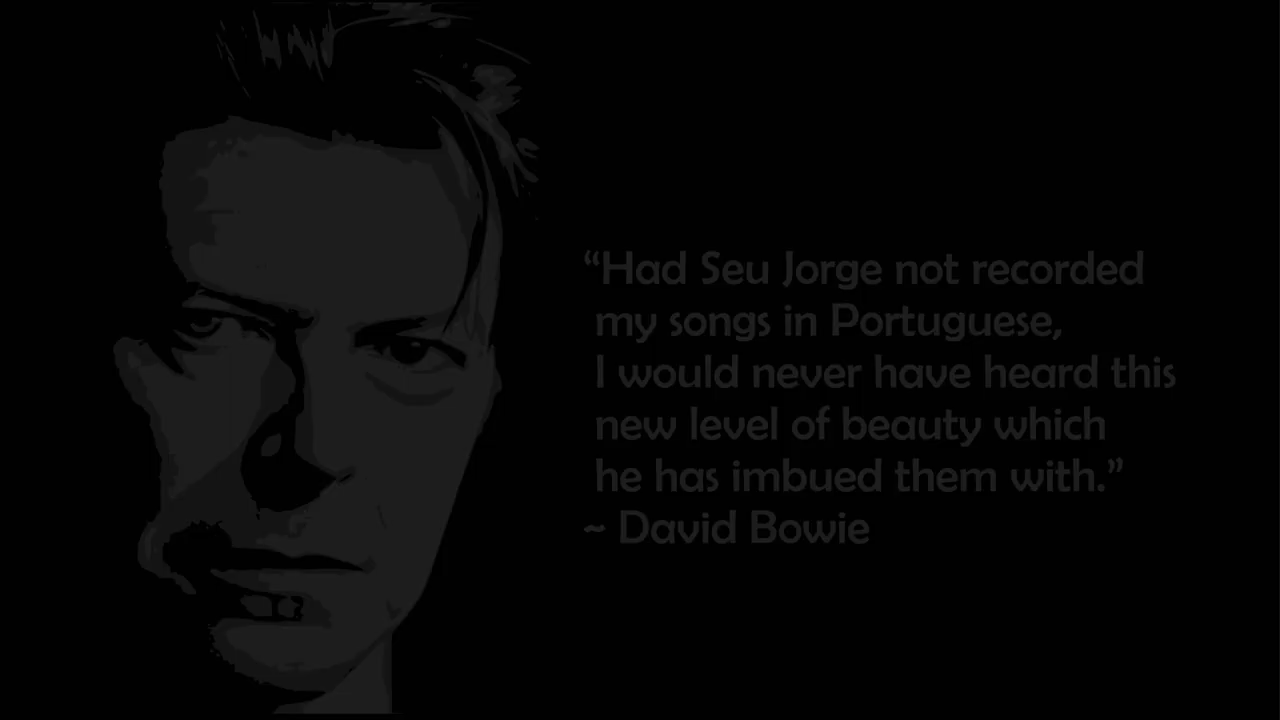 “Had Seu Jorge not recorded
my songs in Portuguese,
I would never have heard this
new level of beauty which
he has imbued them with.”
~ David Bowie